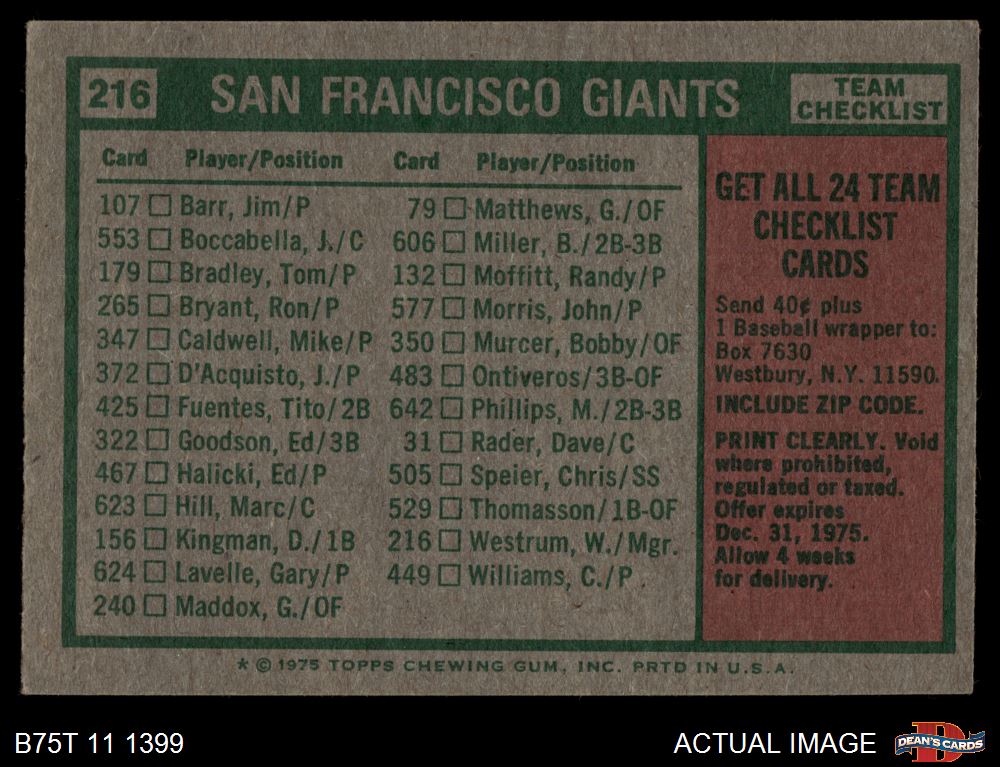 216 SAN FRANCISCO GIANTS TEAM CHECKLIST
Card Player/Position
107 Barr, Jim/P
553 Boccabella, J./C
179 Bradley, Tom/P
265 Bryant, Ron/P
347 Caldwell, Mike/P
372 D'Acquisto, J./P
425 Fuentes, Tito/2B
322 Goodson, Ed/3B
467 Halicki, Ed/P
623 Hill, Marc/C
156 Kingman, D./1B
624 Lavelle, Gary/P
240 Maddox, G./OF
Card Player/Position
79 Matthews, G./OF
606 Miller, B./2B-3B
132 Moffitt, Randy/P
577 Morris, John/P
350 Murcer, Bobby/OF
483 Ontiveros/3B-OF
642 Phillips, M./2B-3B
31 Rader, Dave/C
505 Speier, Chris/SS
529 Thomasson/1B-OF
216 Westrum, W./Mgr.
449 Williams, C./P
GET ALL 24 TEAM
CHECKLIST
CARDS
Send 40¢ plus
1 Baseball wrapper to:
Box 7630
Westbury, N.Y. 11590.
INCLUDE ZIP CODE.
PRINT CLEARLY. Void
where prohibited,
regulated or taxed.
Offer expires
Dec. 31, 1975.
Allow 4 weeks
for delivery.
* © 1975 TOPPS CHEWING GUM, INC. PRTD IN U.S.A.
B75T 11 1399
ACTUAL IMAGE
DEAN'S CARDS